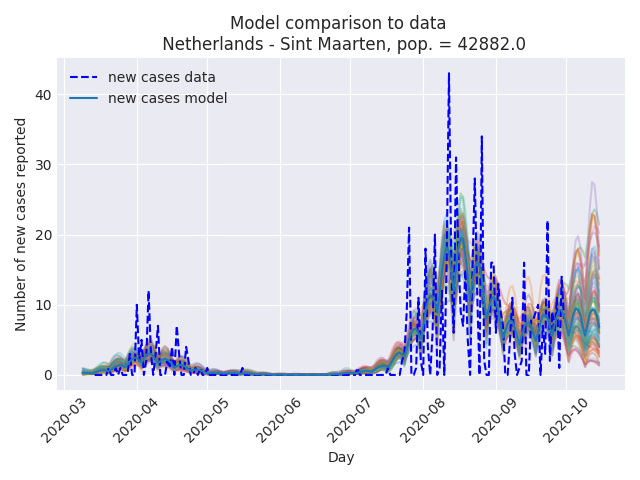 Model comparison to data
Netherlands - Sint Maarten, pop. = 42882.0
new cases data
new cases model
Number of new cases reported
40
30
20
10
0
2020-03
2020-04
2020-05
2020-06
2020-07
2020-08
2020-09
2020-10
Day